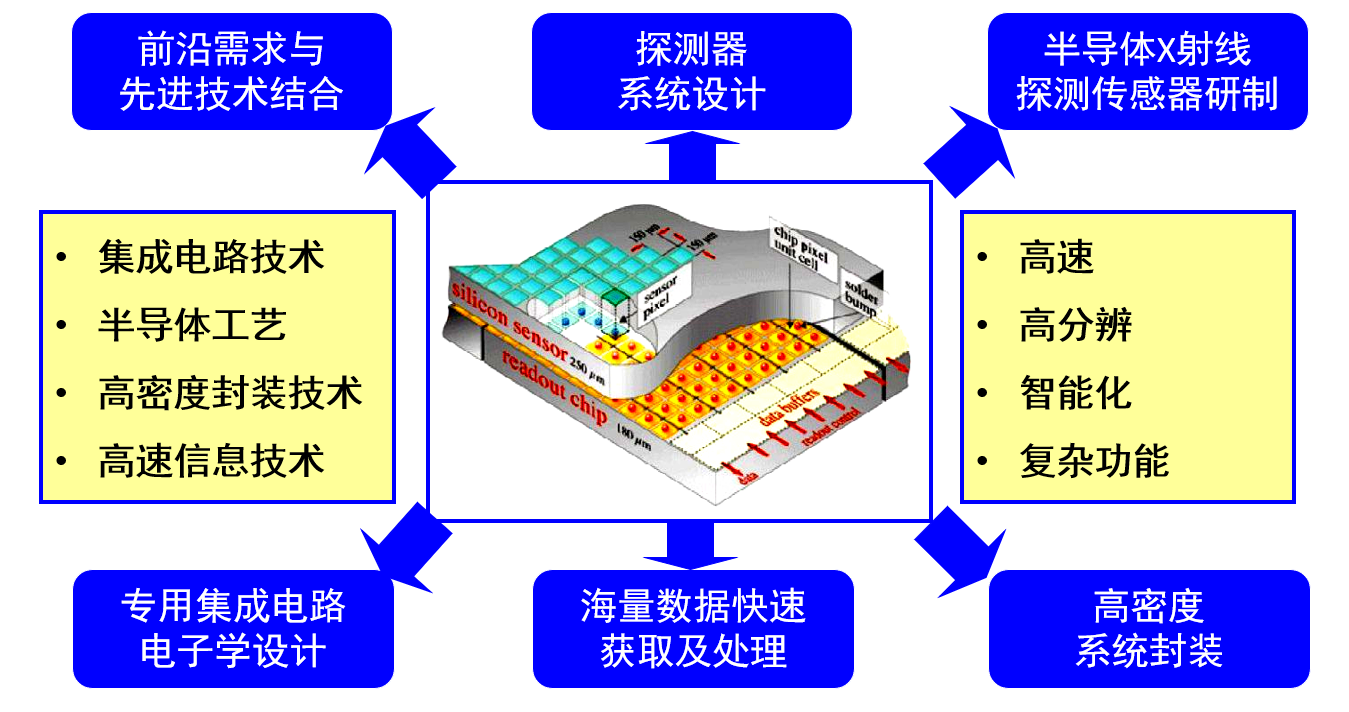 前沿需求与
先进技术结合
探测器
系统设计
半导体X射线
探测传感器研制
• 集成电路技术
• 半导体工艺
• 高密度封装技术
• 高速信息技术
150 μm
150 μm
chip pixel
unit cell
sensor
pixel
solder
bump
silicon sensor
250 μm
readout chip
180 μm
data buffers
readout control
data
• 高速
• 高分辨
• 智能化
• 复杂功能
专用集成电路
电子学设计
海量数据快速
获取及处理
高密度
系统封装